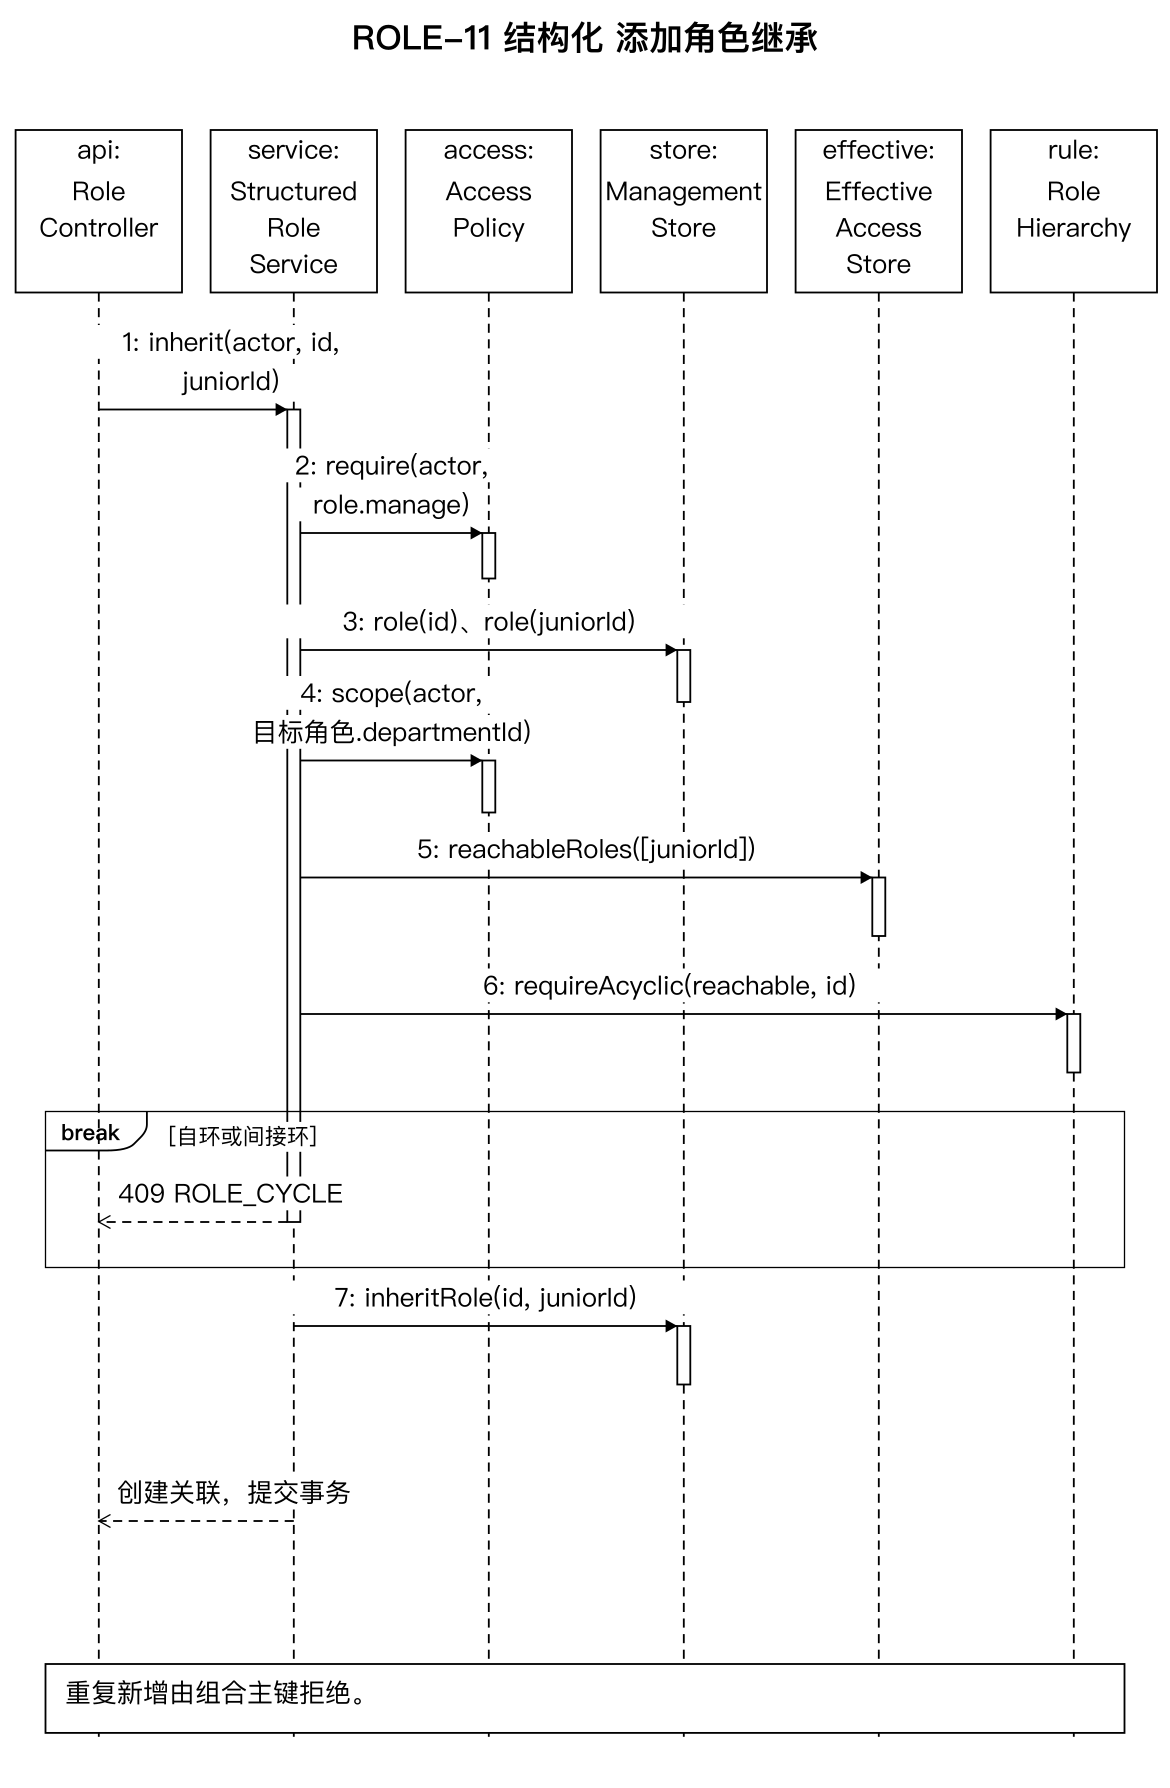 ROLE-11 结构化 添加角色继承
api:
Role
Controller
service:
Structured
Role
Service
access:
Access
Policy
store:
Management
Store
effective:
Effective
Access
Store
rule:
Role
Hierarchy
1: inherit(actor, id,
juniorId)
2: require(actor,
role.manage)
3: role(id)、role(juniorId)
4: scope(actor,
目标角色.departmentId)
5: reachableRoles([juniorId])
6: requireAcyclic(reachable, id)
break
[自环或间接环]
409 ROLE_CYCLE
7: inheritRole(id, juniorId)
创建关联，提交事务
重复新增由组合主键拒绝。